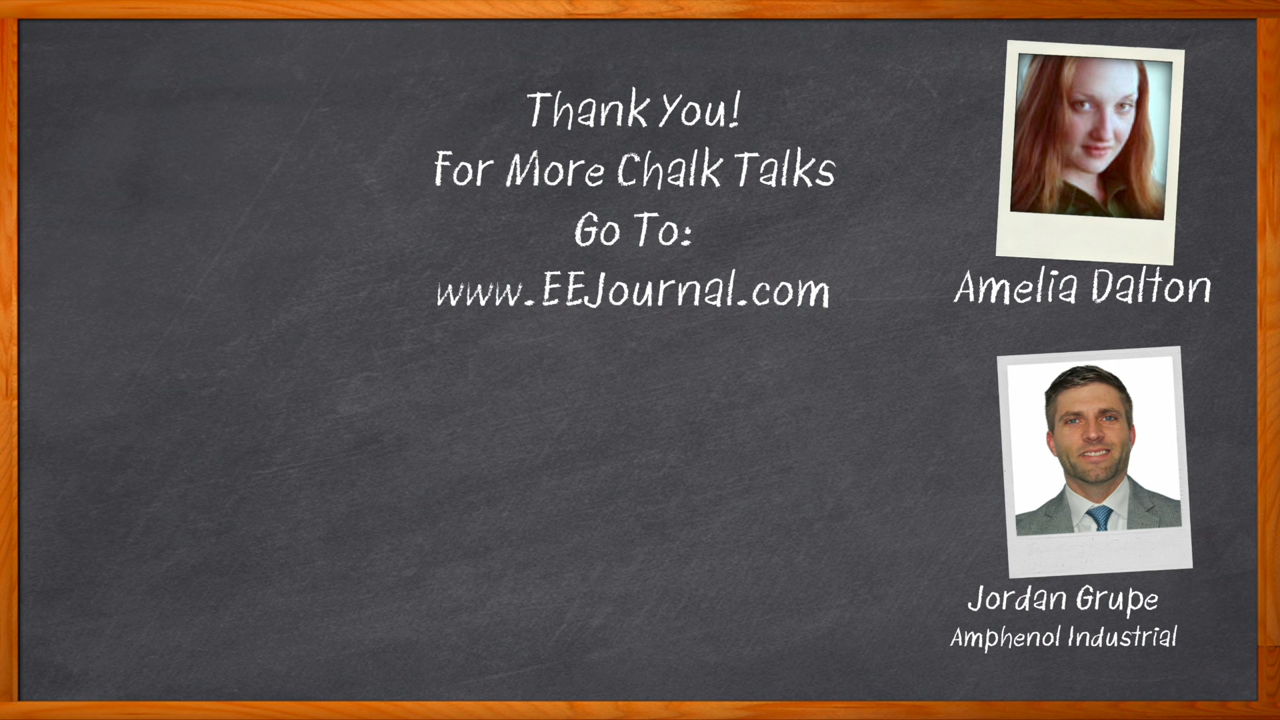 Thank You!
For More Chalk Talks
Go To:
www.EEJournal.com
Amelia Dalton
Jordan Grupe
Amphenol Industrial